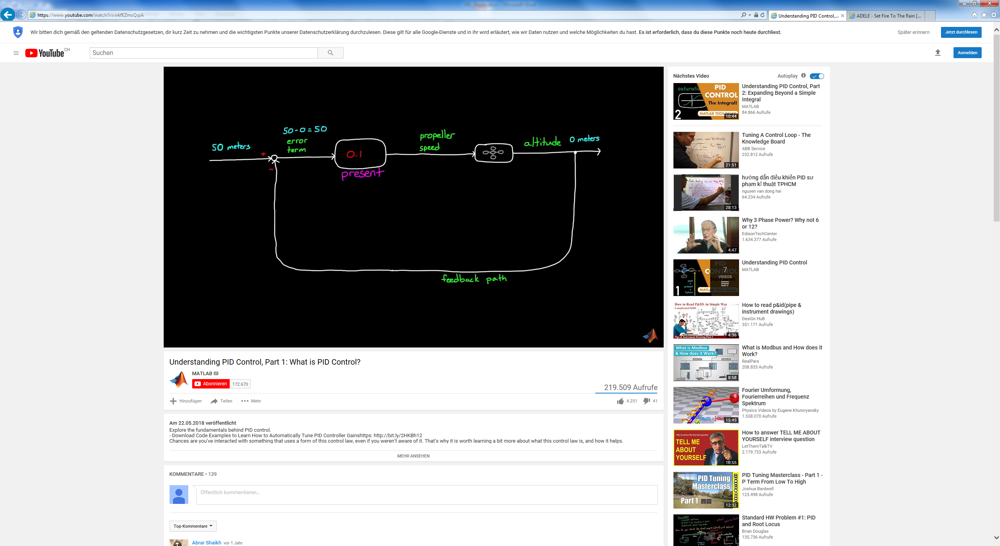 https://www.youtube.com/watch?v=wkfEZmsQqiA
Understanding PID Control,...
ADELE - Set Fire To The Rain [...
Wir bitten dich gemäß den geltenden Datenschutzgesetzen, dir kurz Zeit zu nehmen und die wichtigsten Punkte unserer Datenschutzerklärung durchzulesen. Diese gilt für alle Google-Dienste und in ihr wird erläutert, wie wir Daten nutzen und welche Möglichkeiten du hast. Es ist erforderlich, dass du diese Punkte noch heute durchliest.
Später erinnern
Jetzt durchlesen
YouTube CH
Suchen
Anmelden
50 meters
+
-
50-0=50
error
term
0.1
present
propeller
speed
altitude
0 meters
feedback path
Understanding PID Control, Part 1: What is PID Control?
MATLAB
Abonnieren 172.670
219.509 Aufrufe
Hinzufügen Teilen Mehr
4.251 41
Am 22.05.2018 veröffentlicht
Explore the fundamentals behind PID control.
- Download Code Examples to Learn How to Automatically Tune PID Controller Gainshttps: http://bit.ly/2HKBh12
Chances are you've interacted with something that uses a form of this control law, even if you weren't aware of it. That's why it is worth learning a bit more about what this control law is, and how it helps.
MEHR ANSEHEN
KOMMENTARE • 139
Öffentlich kommentieren...
Top-Kommentare
Abrar Shaikh vor 1 Jahr
Nächstes Video
Autoplay
PID
CONTROL
The Integral!
MATLAB TECH TALKS
2
10:44
Understanding PID Control, Part
2: Expanding Beyond a Simple
Integral
MATLAB
84.866 Aufrufe
21:51
Tuning A Control Loop - The
Knowledge Board
ABB Service
232.812 Aufrufe
28:13
hướng dẫn điều khiển PID sư
phạm kĩ thuật TPHCM
nguyen van dong hai
64.234 Aufrufe
4:47
Why 3 Phase Power? Why not 6
or 12?
EdisonTechCenter
1.634.377 Aufrufe
PID
CONTROL
Start Here!
7
VIDEOS
past
+
present
+
future
1
MATLAB TECH TALKS
Understanding PID Control
MATLAB
How to Read P&ID -in Simple Way
Complicated P&ID
Pipe & Instrument Drawing Part-1
4:36
How to read p&id(pipe &
instrument drawings)
DesiGn HuB
351.171 Aufrufe
What is Modbus
& How does it Work?
8:58
What is Modbus and How does it
Work?
RealPars
208.833 Aufrufe
15:45
Fourier Umformung,
Fourierreihen und Frequenz
Spektrum
Physics Videos by Eugene Khutoryansky
1.558.070 Aufrufe
How to answer the interview question
TELL ME
ABOUT
YOURSELF
10:55
How to answer TELL ME ABOUT
YOURSELF interview question
LetThemTalkTV
2.179.733 Aufrufe
PID Tuning
Masterclass
Part 1
12:32
PID Tuning Masterclass - Part 1 -
P Term From Low To High
Joshua Bardwell
123.498 Aufrufe
Standard HW Problem #1: PID
and Root Locus
Brian Douglas
135.736 Aufrufe